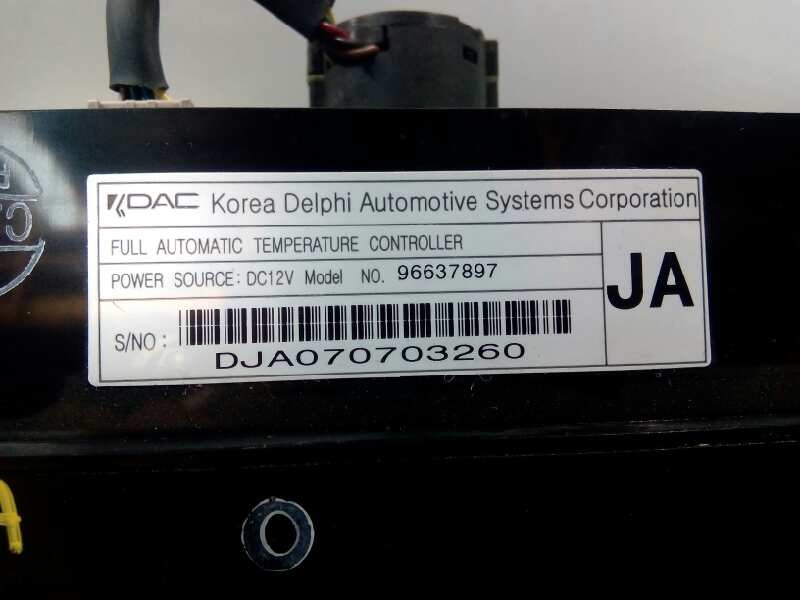 KDAC Korea Delphi Automotive Systems Corporation
FULL AUTOMATIC TEMPERATURE CONTROLLER
POWER SOURCE: DC12V Model NO. 96637897
JA
S/NO :
DJA070703260